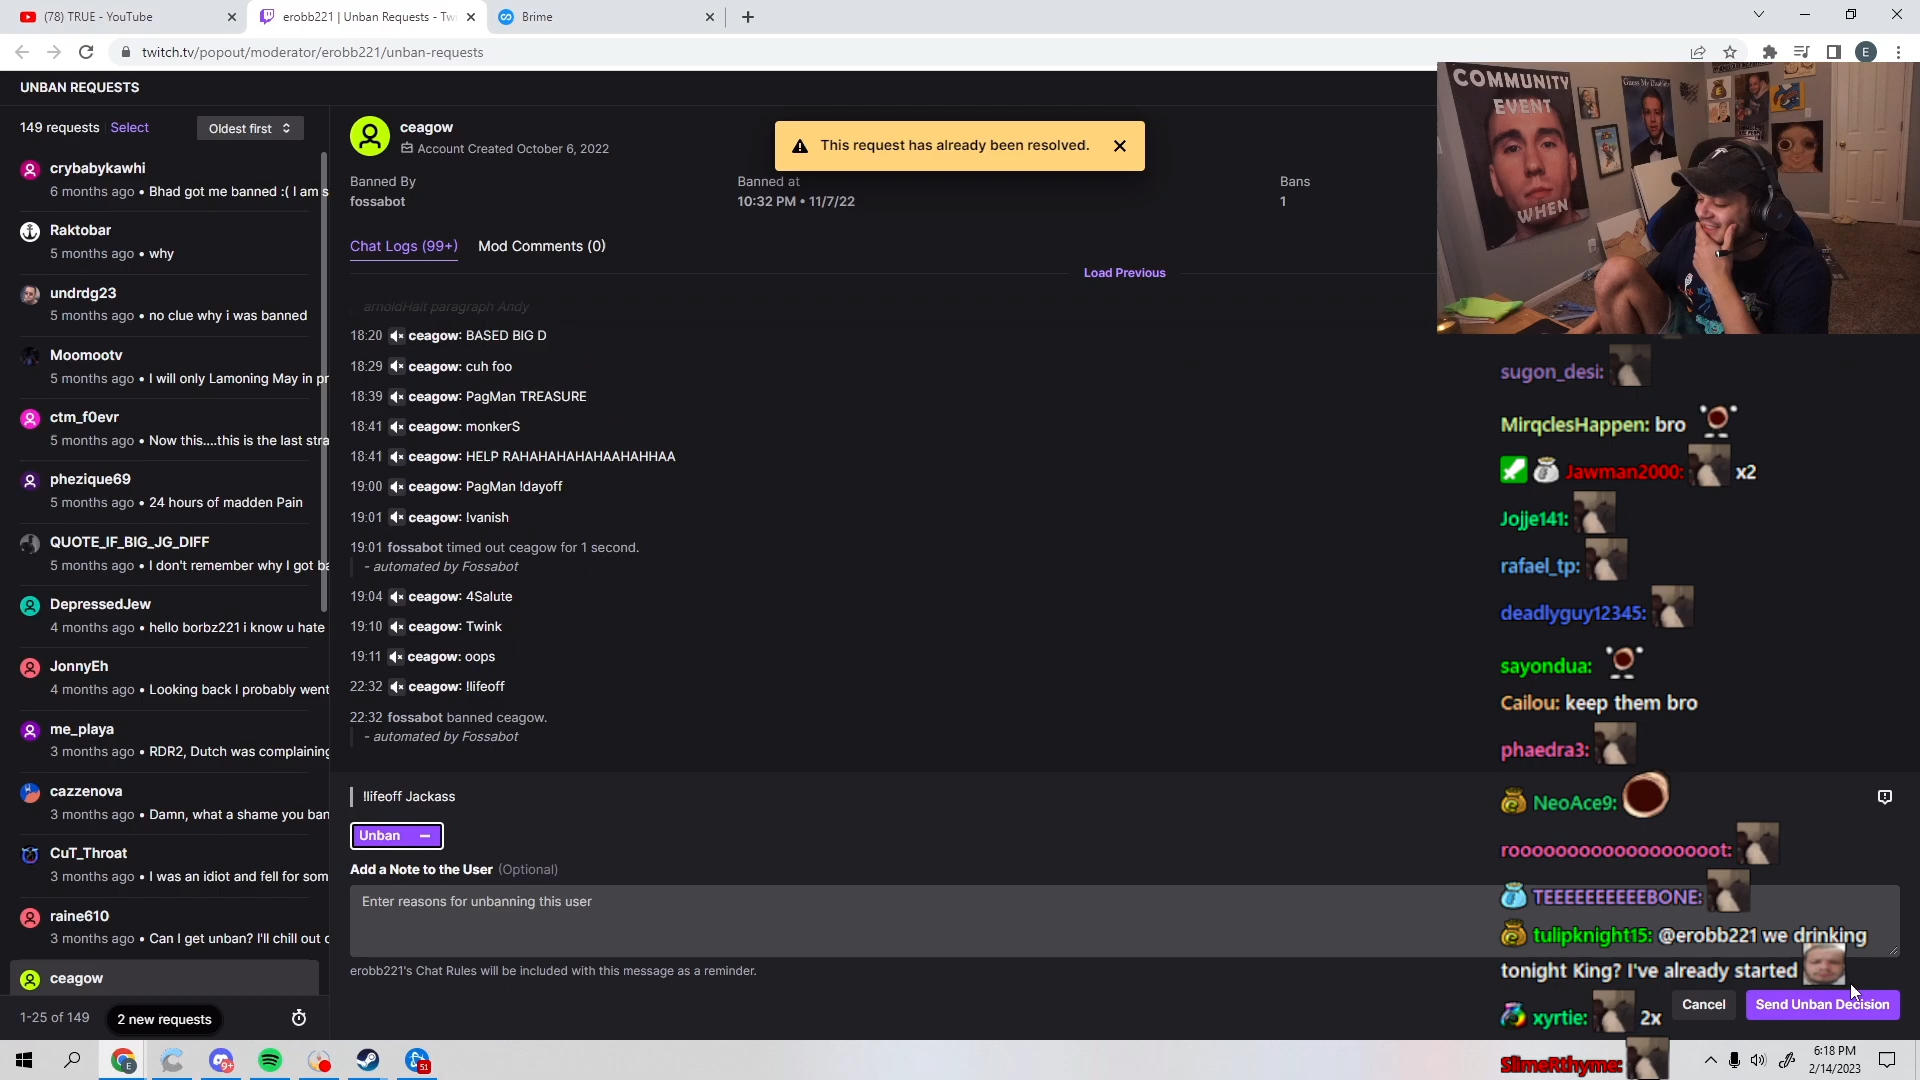 (78) TRUE - YouTube
erobb221 | Unban Requests - Tw
Brime
twitch.tv/popout/moderator/erobb221/unban-requests
E
UNBAN REQUESTS
149 requests Select
Oldest first
crybabykawhi
6 months ago • Bhad got me banned :( I am s
Raktobar
5 months ago • why
undrdg23
5 months ago • no clue why i was banned
Moomootv
5 months ago • I will only Lamoning May in pr
ctm_f0evr
5 months ago • Now this....this is the last stra
phezique69
5 months ago • 24 hours of madden Pain
QUOTE_IF_BIG_JG_DIFF
5 months ago • I don't remember why I got ba
DepressedJew
4 months ago • hello borbz221 i know u hate
JonnyEh
4 months ago • Looking back I probably went
me_playa
3 months ago • RDR2, Dutch was complaining
cazzenova
3 months ago • Damn, what a shame you ban
CuT_Throat
3 months ago • I was an idiot and fell for som
raine610
3 months ago • Can I get unban? I'll chill out o
ceagow
1-25 of 149
2 new requests
ceagow
Account Created October 6, 2022
This request has already been resolved.
Banned By
fossabot
Banned at
10:32 PM • 11/7/22
Bans
1
Chat Logs (99+)
Mod Comments (0)
Load Previous
arnoldHalt paragraph Andy
18:20 ceagow: BASED BIG D
18:29 ceagow: cuh foo
18:39 ceagow: PagMan TREASURE
18:41 ceagow: monkerS
18:41 ceagow: HELP RAHAHAHAHAHAAHAHHAA
19:00 ceagow: PagMan !dayoff
19:01 ceagow: !vanish
19:01 fossabot timed out ceagow for 1 second.
- automated by Fossabot
19:04 ceagow: 4Salute
19:10 ceagow: Twink
19:11 ceagow: oops
22:32 ceagow: !lifeoff
22:32 fossabot banned ceagow.
- automated by Fossabot
!lifeoff Jackass
Unban
Add a Note to the User (Optional)
Enter reasons for unbanning this user
erobb221's Chat Rules will be included with this message as a reminder.
Cancel
Send Unban Decision
COMMUNITY
EVENT
WHEN
sugon_desi:
MirqclesHappen: bro
Jawman2000: x2
Jojje141:
rafael_tp:
deadlyguy12345:
sayondua:
Cailou: keep them bro
phaedra3:
NeoAce9:
roooooooooooooooooot:
TEEEEEEEEEEBONE:
tulipknight15: @erobb221 we drinking
tonight King? I've already started
xyrtie: 2x
SlimeRthyme:
E
9+
51
6:18 PM
2/14/2023